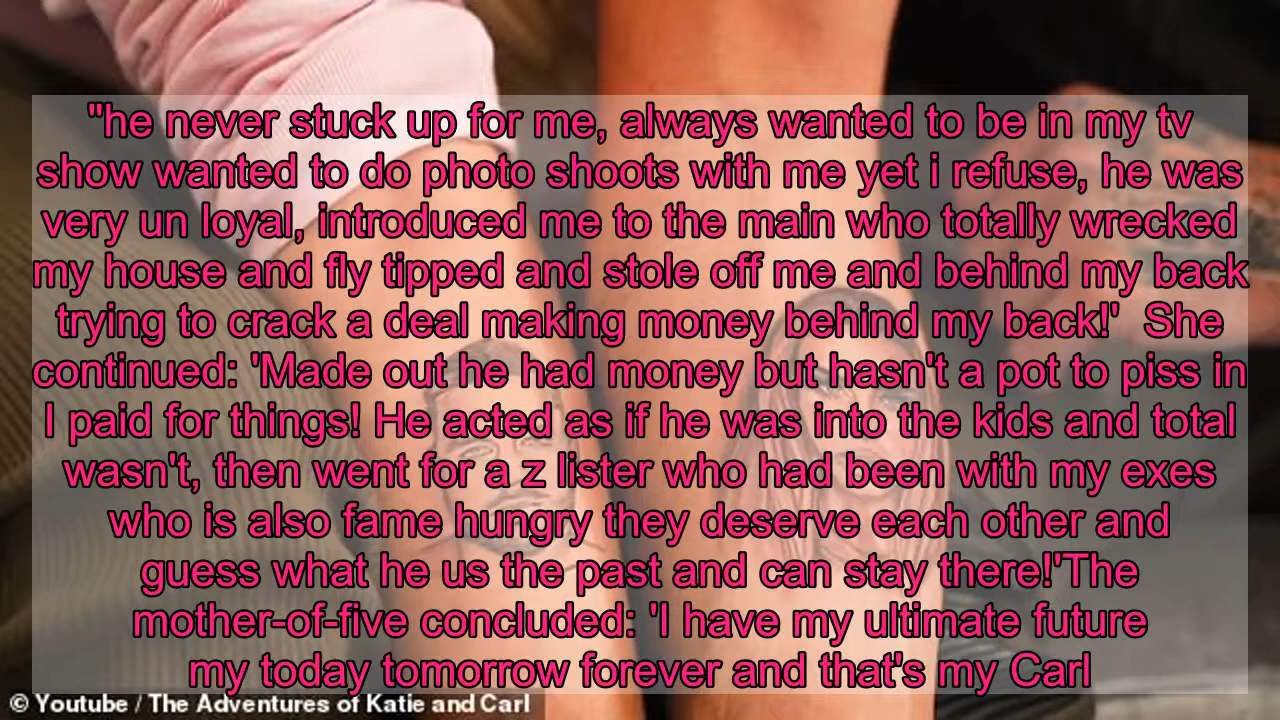 "he never stuck up for me, always wanted to be in my tv
show wanted to do photo shoots with me yet i refuse, he was
very un loyal, introduced me to the main who totally wrecked
my house and fly tipped and stole off me and behind my back
trying to crack a deal making money behind my back!'  She
continued: 'Made out he had money but hasn't a pot to piss in
I paid for things! He acted as if he was into the kids and total
wasn't, then went for a z lister who had been with my exes
who is also fame hungry they deserve each other and
guess what he us the past and can stay there!'The
mother-of-five concluded: 'I have my ultimate future
my today tomorrow forever and that's my Carl
© Youtube / The Adventures of Katie and Carl